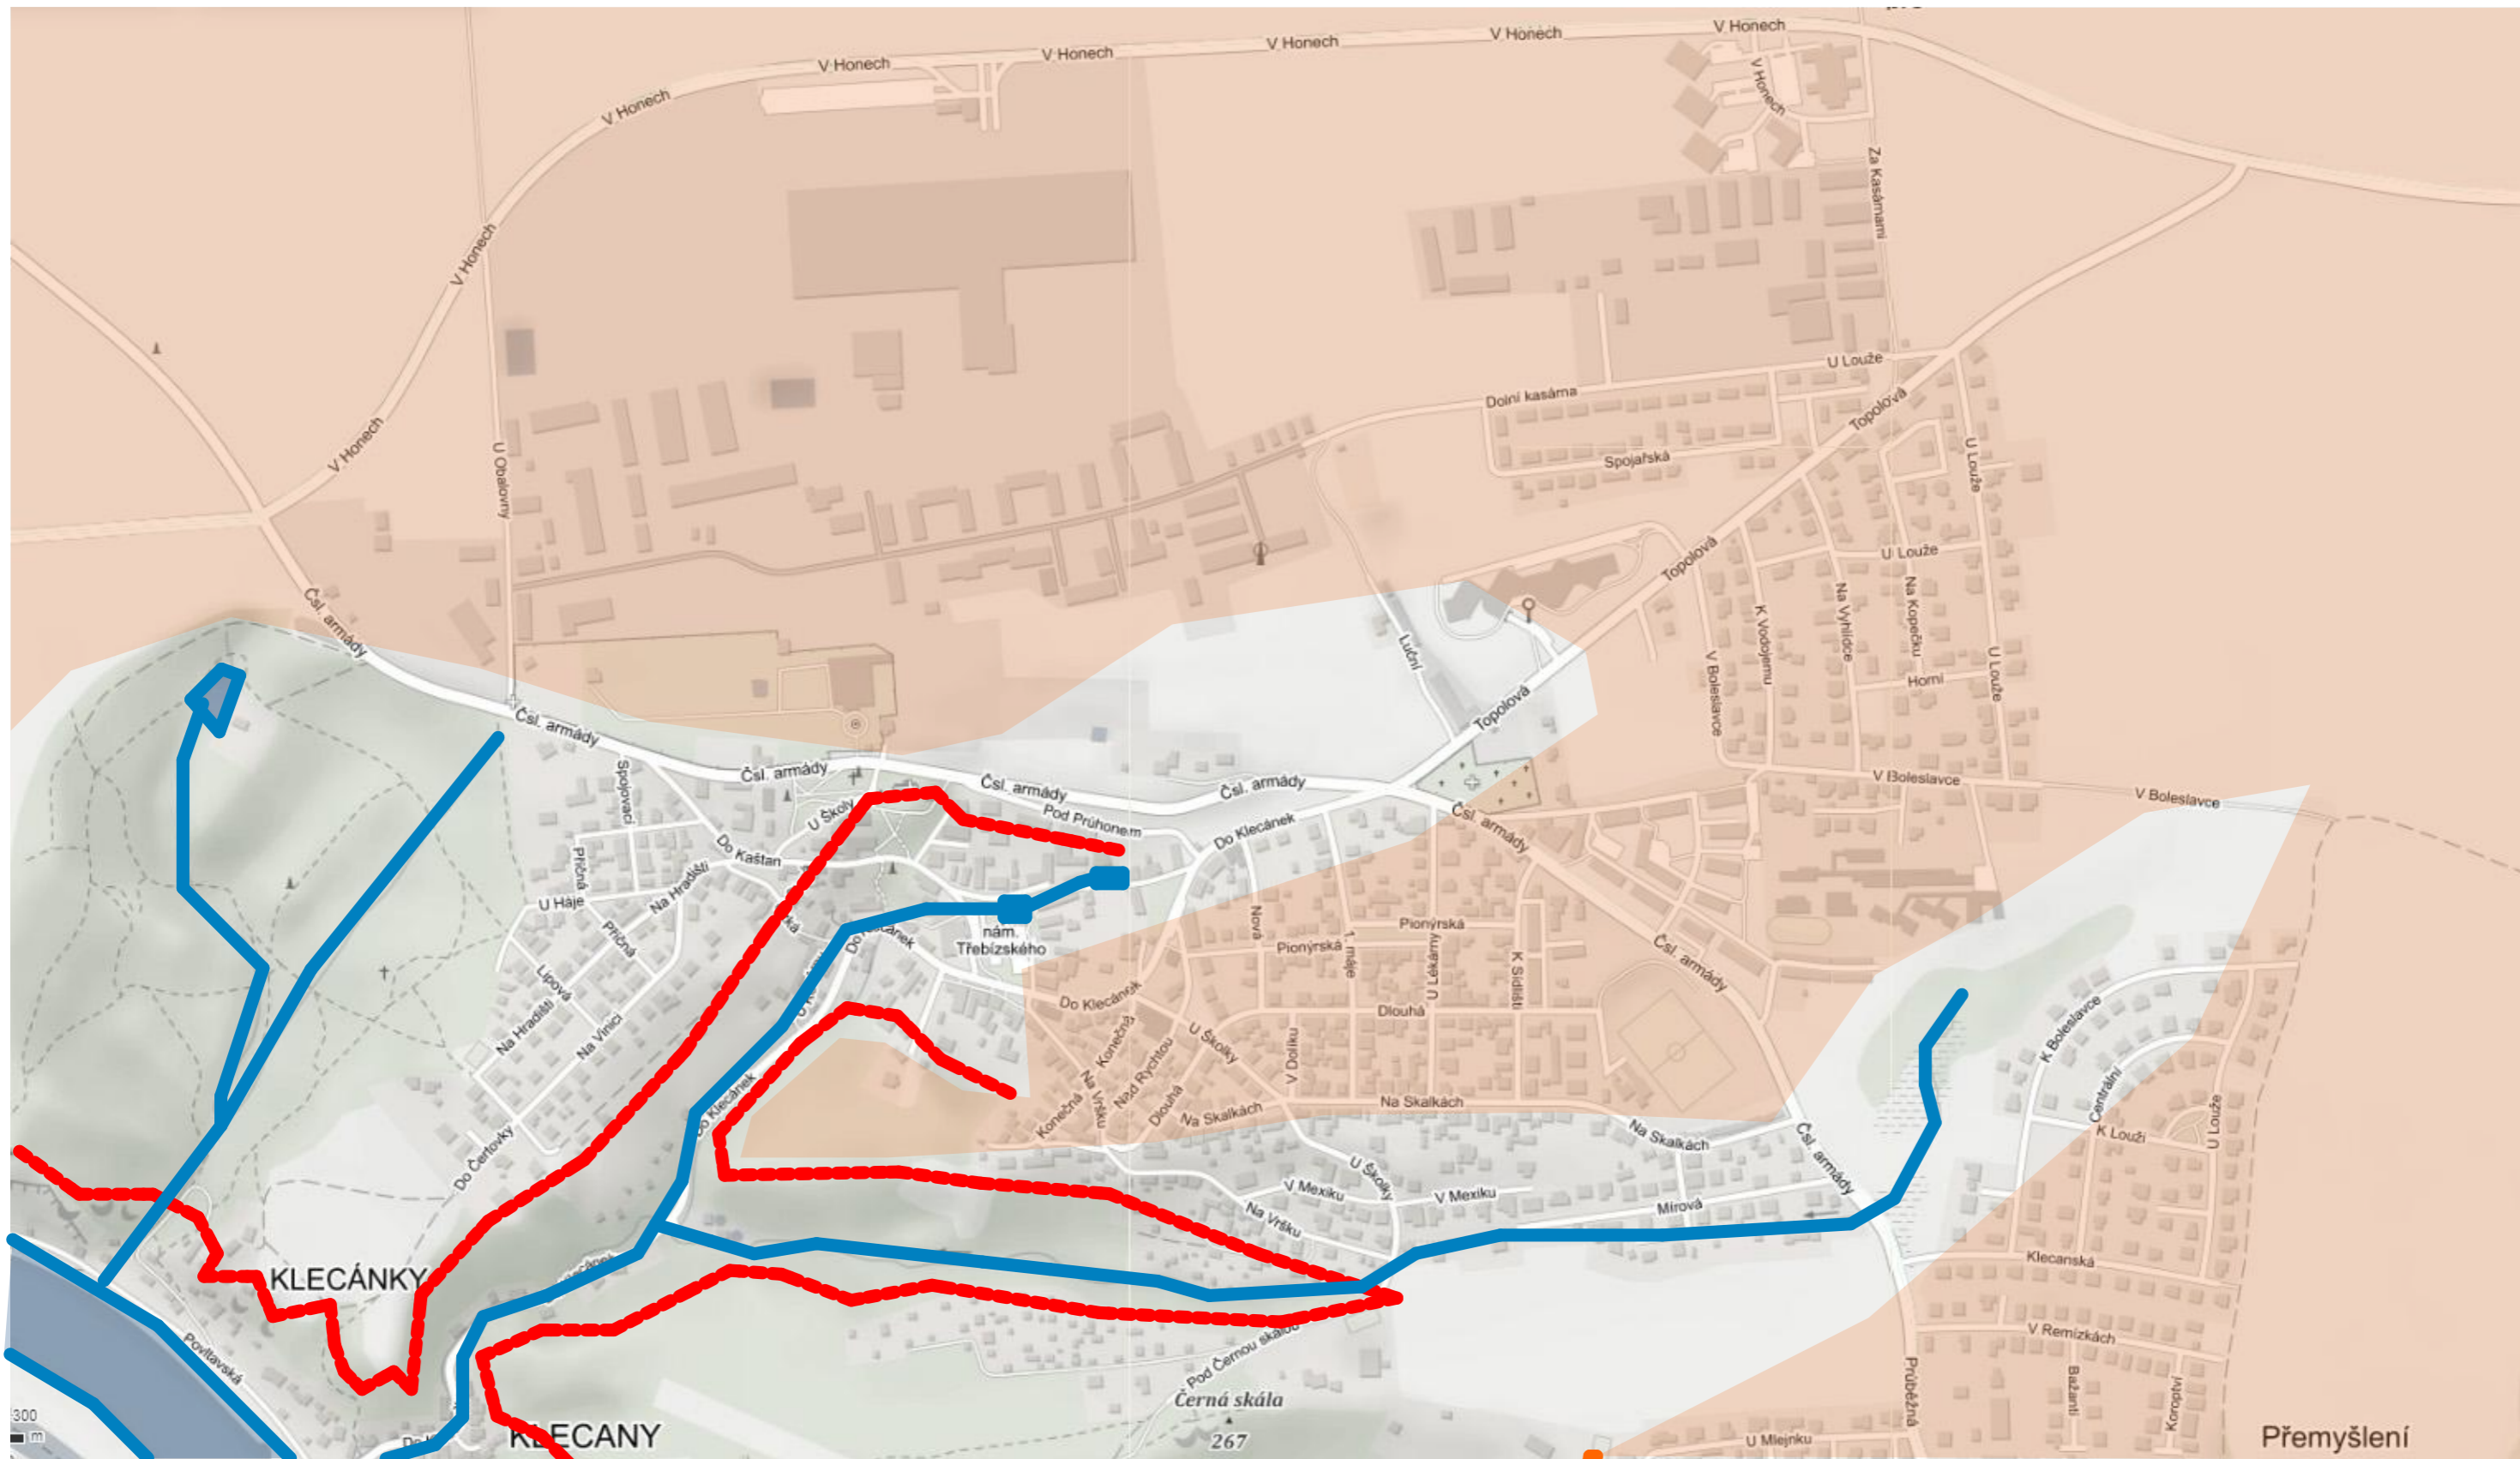 V Honech
V Honech
V Honech
V Honech
V Honech
V Honech
V Honech
V Honech
V Honech
Za Kasárnami
U Obalovny
U Louže
Dolní kasárna
Topolová
Spojařská
U Louže
Topolová
U Louže
Čsl. armády
K Vodojemu
Na Vyhlídce
Na Kopečku
Luční
V Boleslavce
U Louže
Horní
Topolová
Čsl. armády
Čsl. armády
Čsl. armády
Čsl. armády
V Boleslavce
V Boleslavce
Spojovací
U Školy
Pod Průhonem
Do Klecánek
Čsl. armády
Do Kaštan
Příčná
Na Hradišti
U Háje
Příčná
nám.
Třebízského
Nová
Pionýrská
Pionýrská
1. máje
U Lékárny
K Sídlišti
Čsl. armády
Lipová
Na Hradišti
Na Vinici
Do Klecánek
Konečná
U Školky
Dlouhá
V Dolíku
K Boleslavce
Do Klecánek
Na Vršku
Nad Rychtou
Dlouhá
Konečná
Na Skalkách
Na Skalkách
Na Skalkách
Centrální
K Louži
U Louže
Do Čertovky
Čsl. armády
U Školky
V Mexiku
V Mexiku
Mírová
Na Vršku
Klecanská
KLECÁNKY
Povltavská
Pod Černou skálou
V Remízkách
Průběžná
Bažantí
Koroptví
Černá skála
267
300
m
KLECANY
U Mlejnku
Přemyšlení